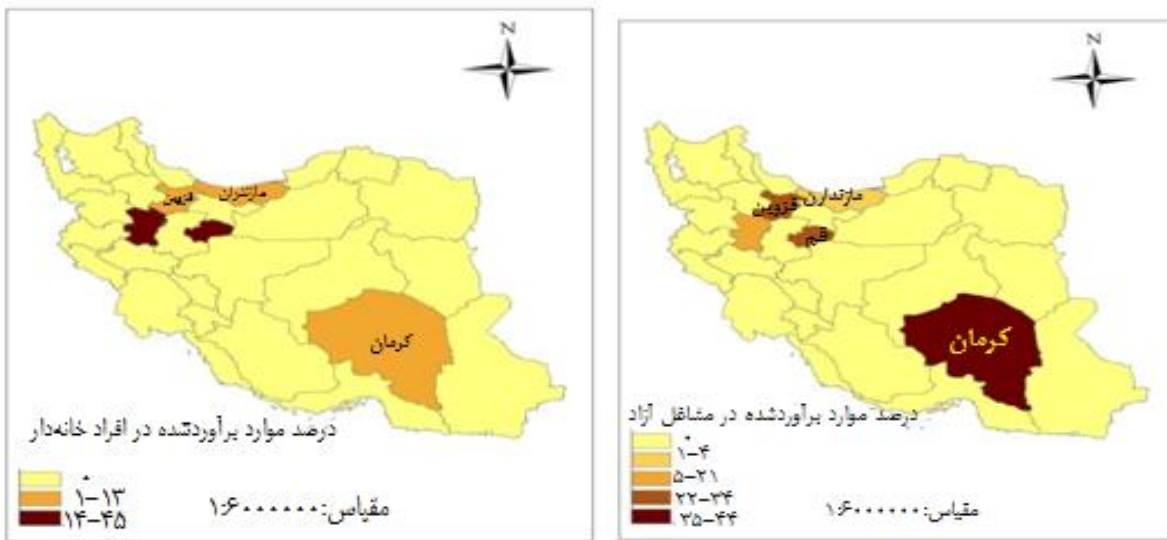 N
مازندران
قزوین
کرمان
درصد موارد برآوردشده در افراد خانه‌دار
۰
۱-۱۳
۱۴-۴۵
مقیاس:۱:۶۰۰۰۰۰۰
N
مازندارن
قزوین
قم
کرمان
درصد موارد برآوردشده در مشاغل آزاد
۰
۱-۴
۵-۲۱
۲۲-۳۴
۳۵-۴۴
مقیاس:۱:۶۰۰۰۰۰۰